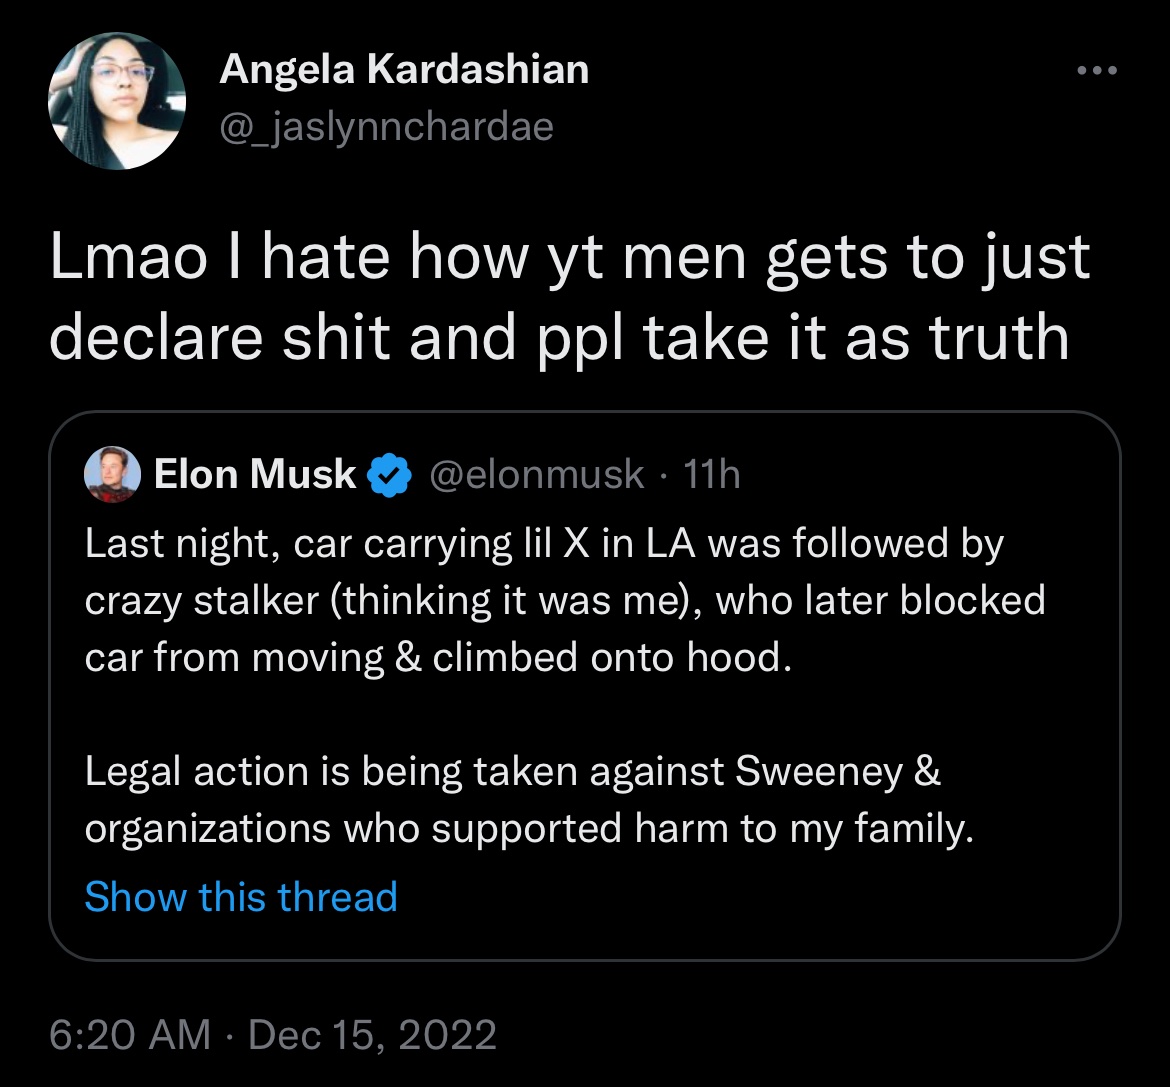 Angela Kardashian
@_jaslynnchardae
Lmao I hate how yt men gets to just
declare shit and ppl take it as truth
Elon Musk @elonmusk · 11h
Last night, car carrying lil X in LA was followed by
crazy stalker (thinking it was me), who later blocked
car from moving & climbed onto hood.
Legal action is being taken against Sweeney &
organizations who supported harm to my family.
Show this thread
6:20 AM · Dec 15, 2022